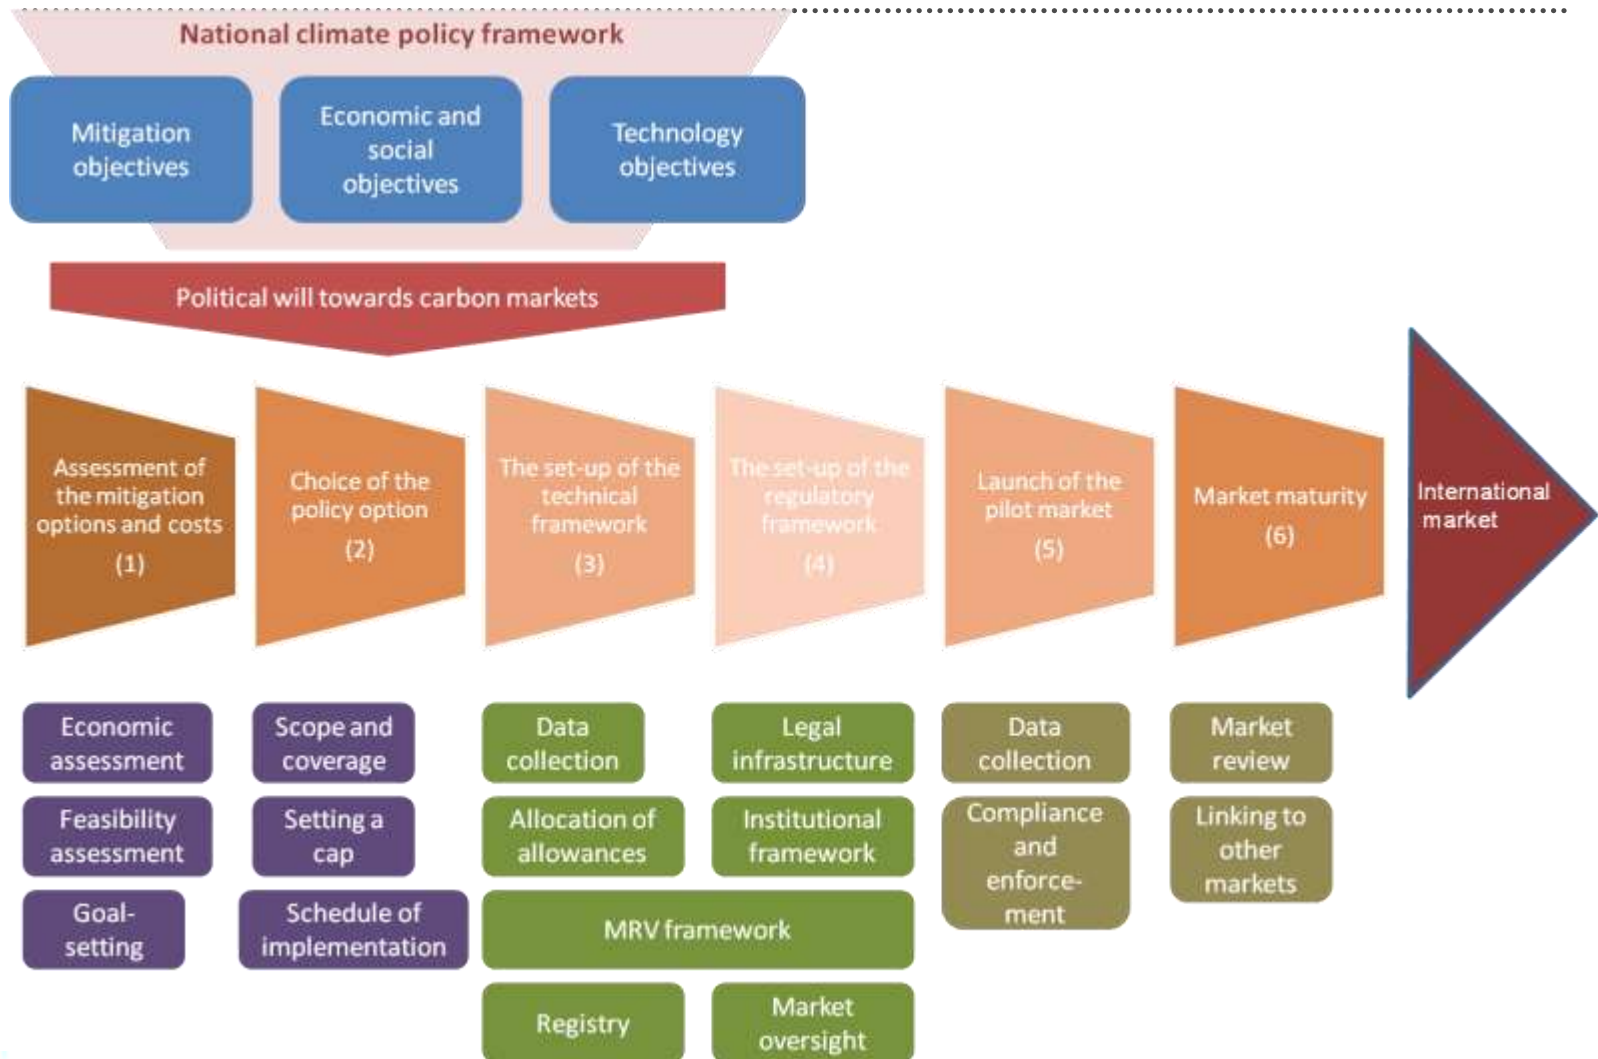 National climate policy framework
Mitigation
objectives
Economic and
social
objectives
Technology
objectives
Political will towards carbon markets
Assessment of
the mitigation
options and costs
(1)
Choice of the
policy option
(2)
The set-up of the
technical
framework
(3)
The set-up of the
regulatory
framework
(4)
Launch of the
pilot market
(5)
Market maturity
(6)
International
market
Economic
assessment
Feasibility
assessment
Goal-
setting
Scope and
coverage
Setting a
cap
Schedule of
implementation
Data
collection
Allocation of
allowances
Legal
infrastructure
Institutional
framework
MRV framework
Registry
Market
oversight
Data
collection
Compliance
and
enforce-
ment
Market
review
Linking to
other
markets